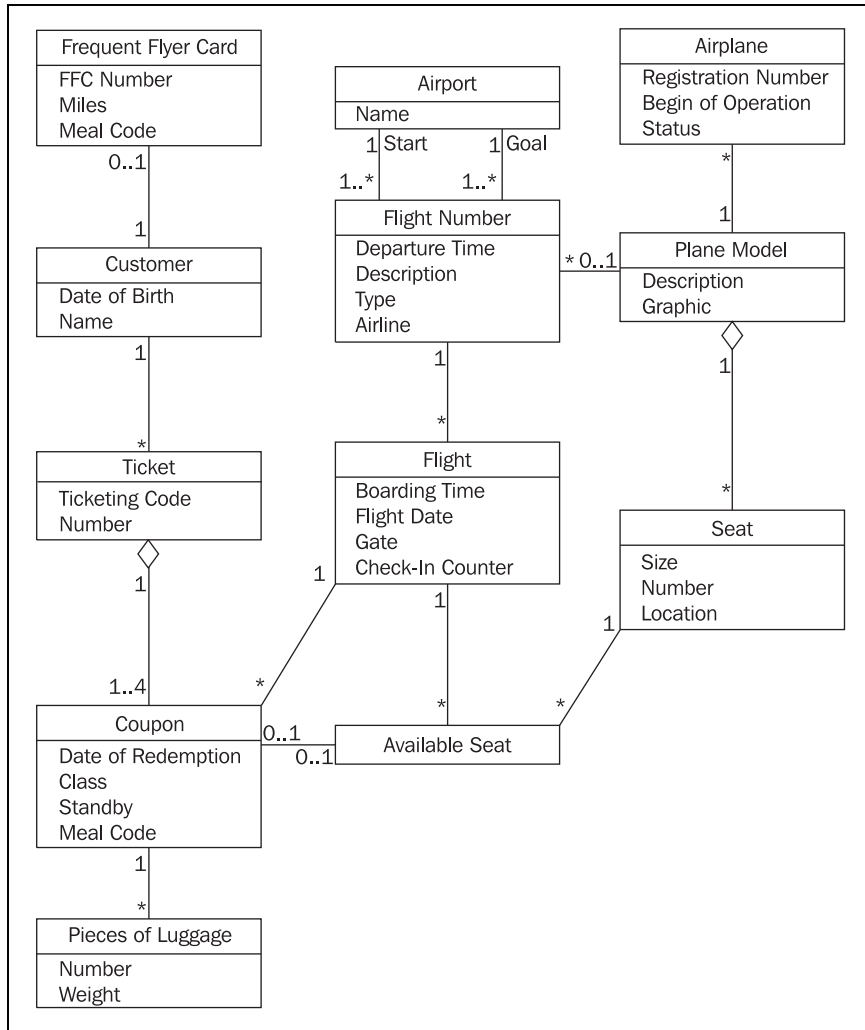 Frequent Flyer Card
FFC Number
Miles
Meal Code
0..1
1
Customer
Date of Birth
Name
1
*
Ticket
Ticketing Code
Number
1
1..4
Coupon
Date of Redemption
Class
Standby
Meal Code
1
*
Pieces of Luggage
Number
Weight
Airport
Name
1 Start
1 Goal
1..*
1..*
Flight Number
Departure Time
Description
Type
Airline
* 0..1
1
*
Flight
Boarding Time
Flight Date
Gate
Check-In Counter
1
*
1
*
0..1
0..1
Available Seat
Airplane
Registration Number
Begin of Operation
Status
*
1
Plane Model
Description
Graphic
1
*
Seat
Size
Number
Location
1
*